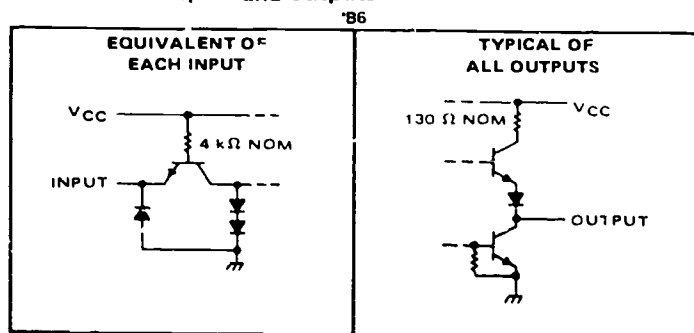 '86
EQUIVALENT OF
EACH INPUT
VCC
4 kΩ NOM
INPUT
TYPICAL OF
ALL OUTPUTS
VCC
130 Ω NOM
OUTPUT